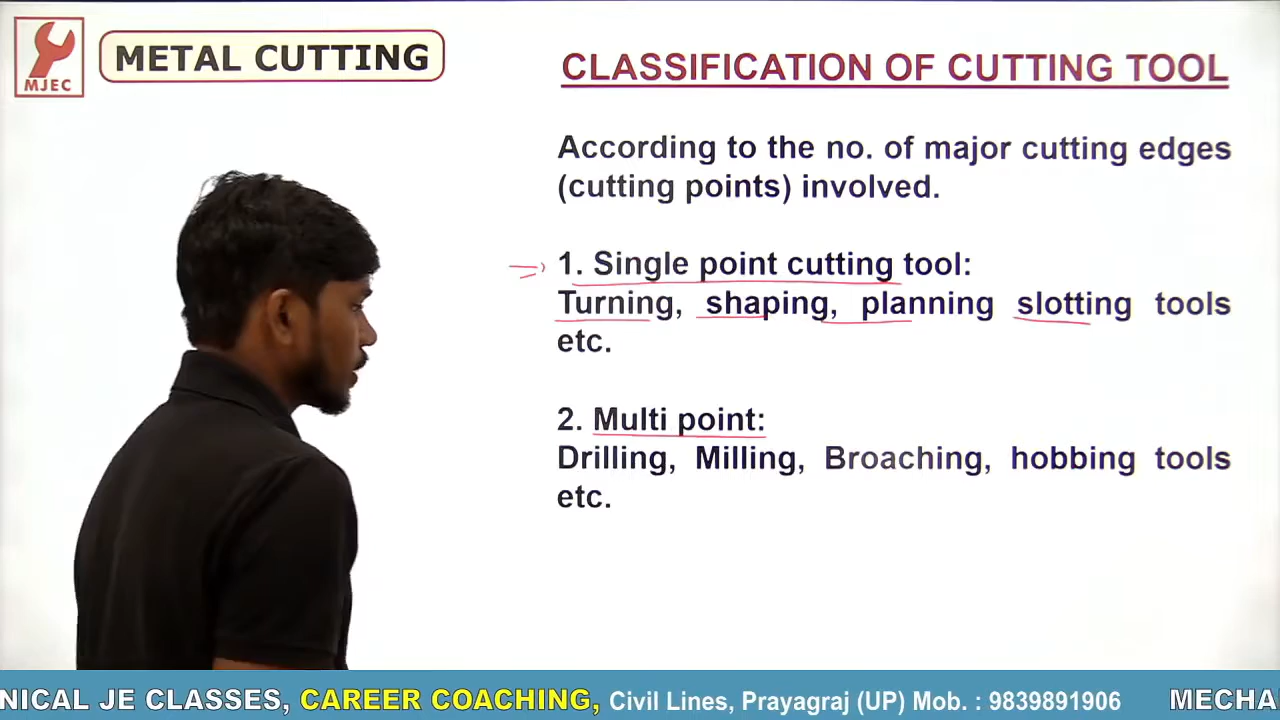 MJEC
METAL CUTTING
CLASSIFICATION OF CUTTING TOOL
According to the no. of major cutting edges
(cutting points) involved.
1. Single point cutting tool:
Turning, shaping, planning slotting tools
etc.
2. Multi point:
Drilling, Milling, Broaching, hobbing tools
etc.
NICAL JE CLASSES, CAREER COACHING, Civil Lines, Prayagraj (UP) Mob. : 9839891906 MECHA